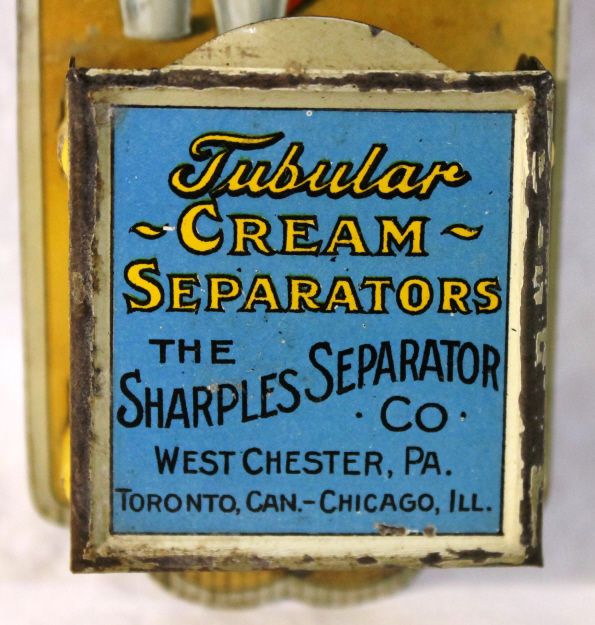 Tubular
~ CREAM ~
SEPARATORS
THE
SHARPLES SEPARATOR
· CO ·
WEST CHESTER, PA.
TORONTO, CAN.-CHICAGO, ILL.